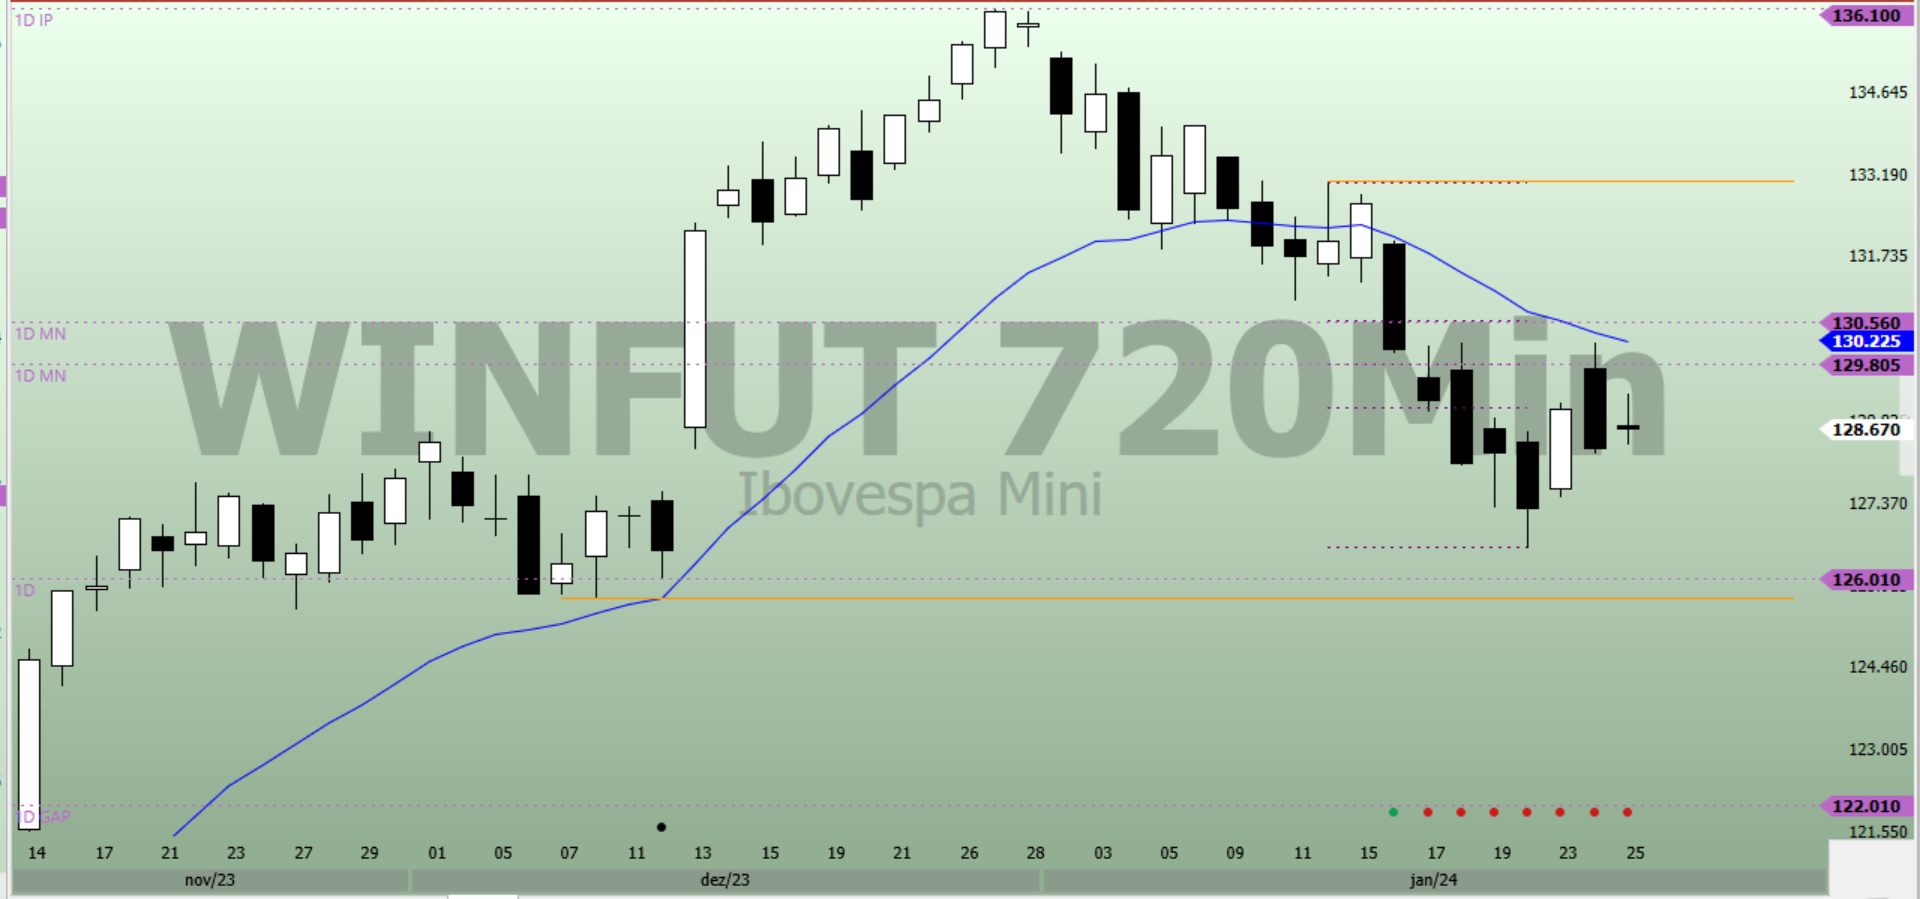 1D IP
136.100
134.645
133.190
131.735
1D MN
130.560
130.225
1D MN
129.805
WINFUT 720Min
128.670
Ibovespa Mini
127.370
1D
126.010
124.460
123.005
1D GAP
122.010
121.550
14 17 21 23 27 29 01 05 07 11 13 15 19 21 26 28 03 05 09 11 15 17 19 23 25
nov/23 dez/23 jan/24